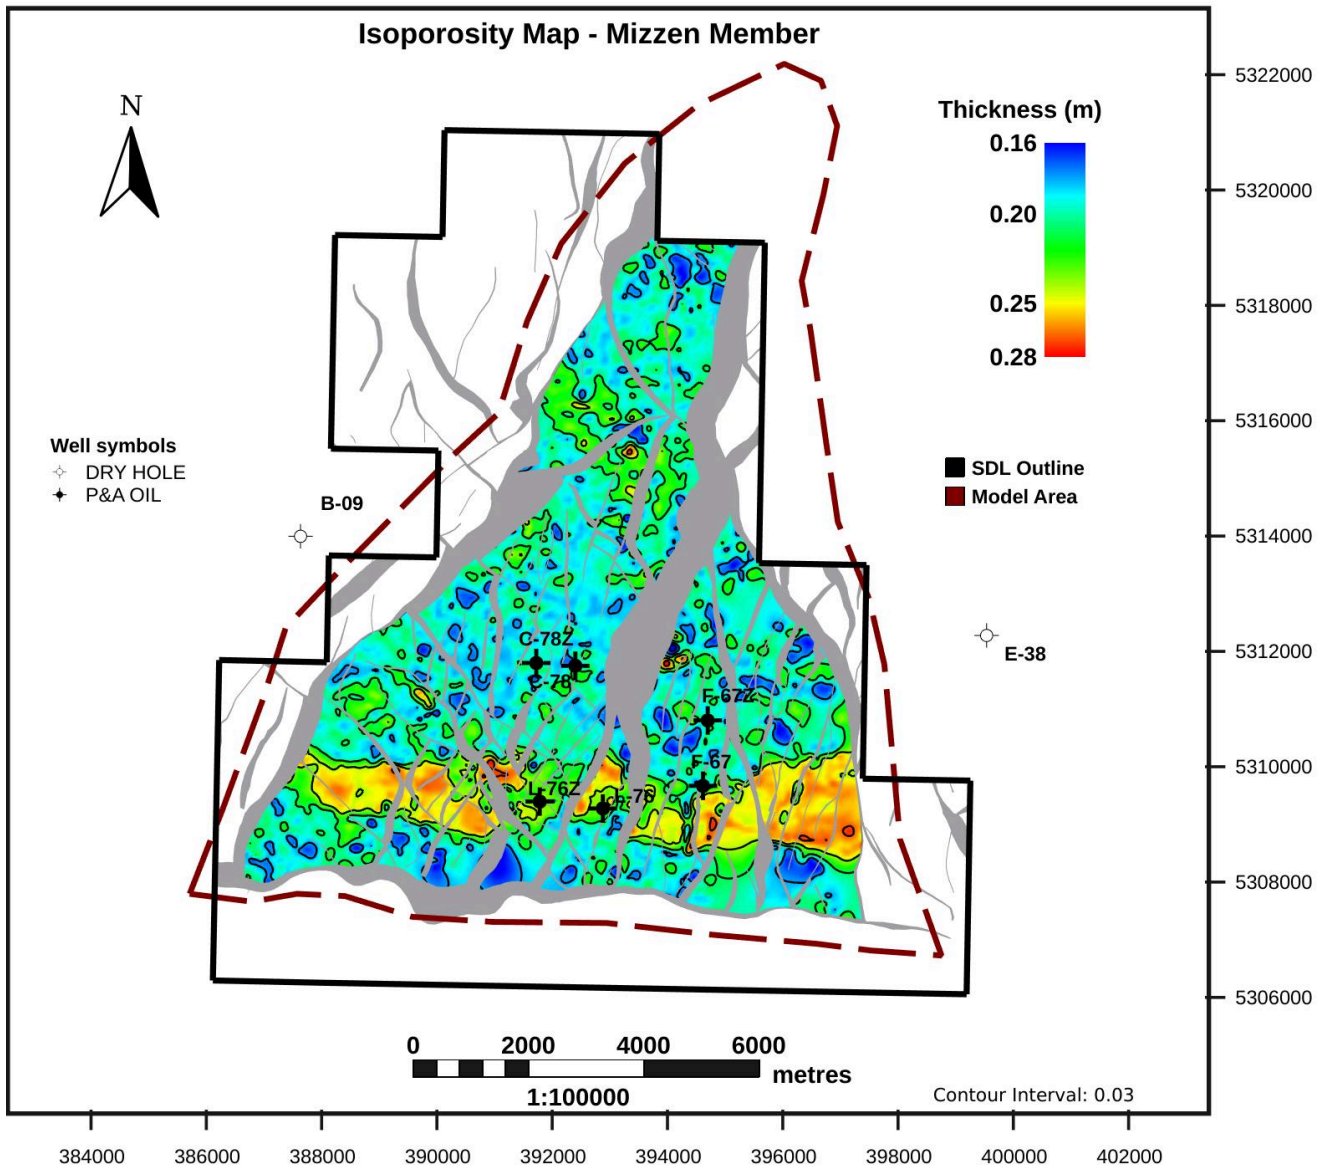 Isoporosity Map - Mizzen Member
N
Thickness (m)
0.16
0.20
0.25
0.28
SDL Outline
Model Area
Well symbols
DRY HOLE
P&A OIL
B-09
E-38
C-78Z
C-78
F-67Z
F-67
L-76Z
L-76
0 2000 4000 6000
metres
1:100000
Contour Interval: 0.03
5322000
5320000
5318000
5316000
5314000
5312000
5310000
5308000
5306000
384000 386000 388000 390000 392000 394000 396000 398000 400000 402000